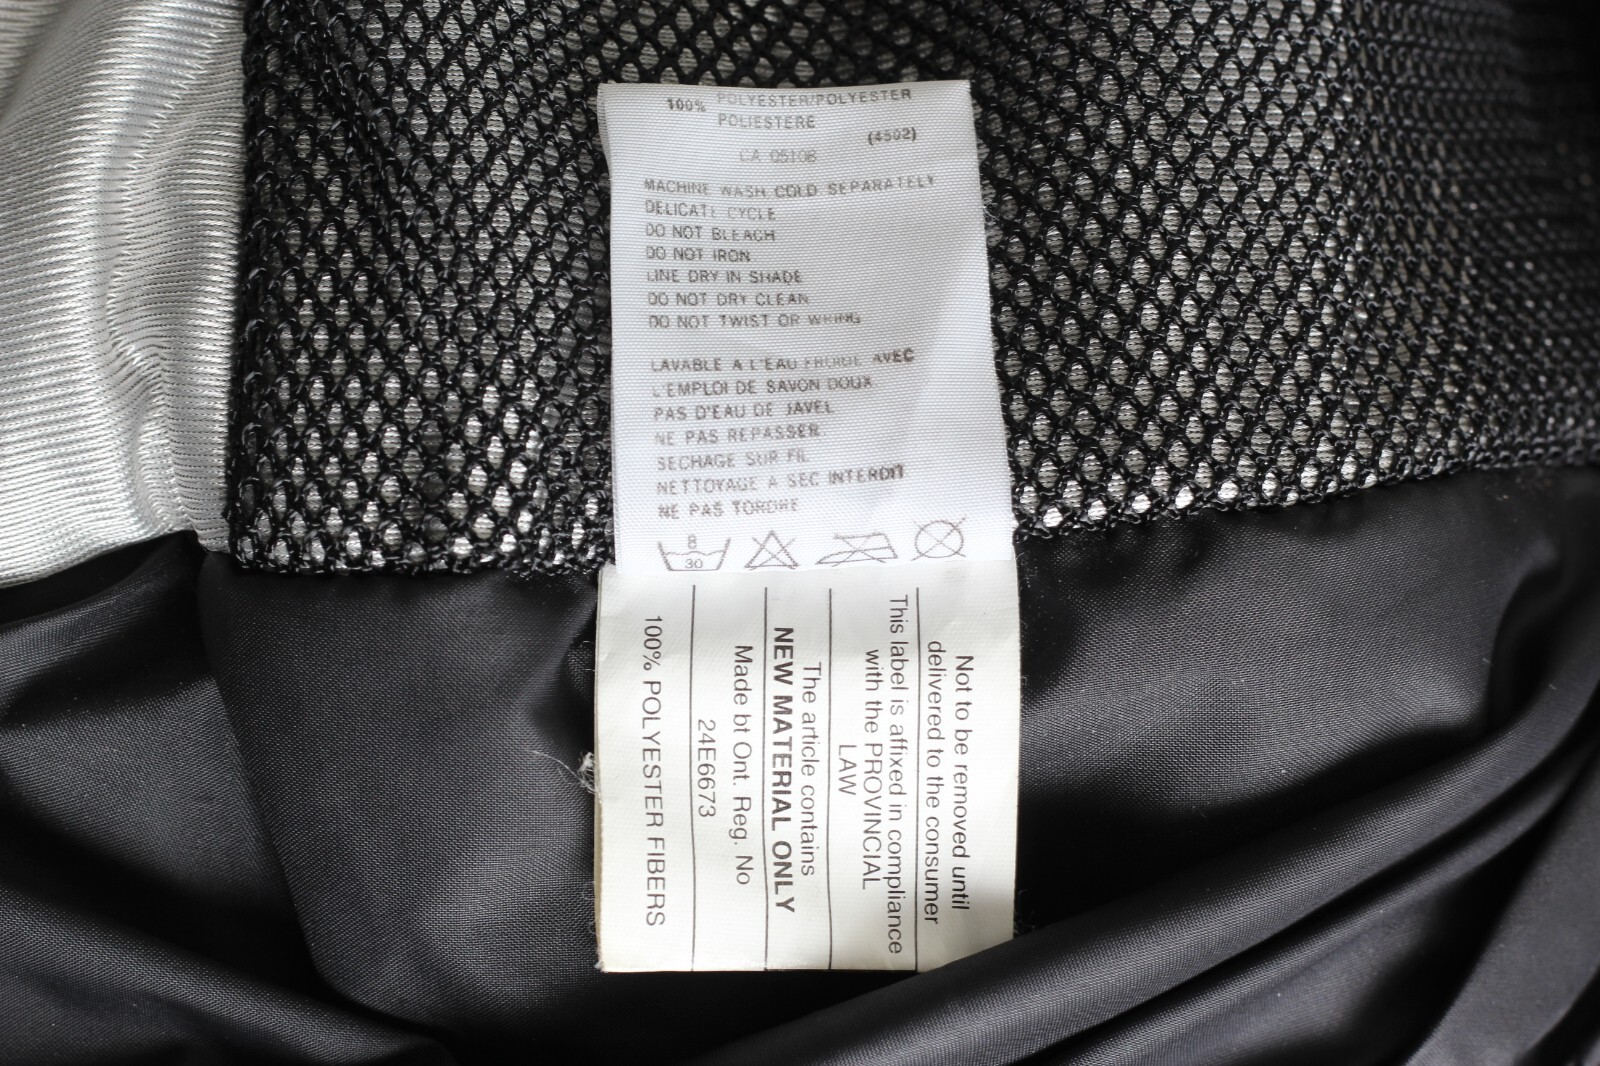 100% POLYESTER/POLYESTER
POLIESTERE
(4502)
CA 05108
MACHINE WASH COLD SEPARATELY
DELICATE CYCLE
DO NOT BLEACH
DO NOT IRON
LINE DRY IN SHADE
DO NOT DRY CLEAN
DO NOT TWIST OR WRING
LAVABLE A L'EAU FROIDE AVEC
L'EMPLOI DE SAVON DOUX
PAS D'EAU DE JAVEL
NE PAS REPASSER
SECHAGE SUR FIL
NETTOYAGE A SEC INTERDIT
NE PAS TORDRE
8
30
Not to be removed until
delivered to the consumer
This label is affixed in compliance
with the PROVINCIAL
LAW
The article contains
NEW MATERIAL ONLY
Made bt Ont. Reg. No
24E6673
100% POLYESTER FIBERS